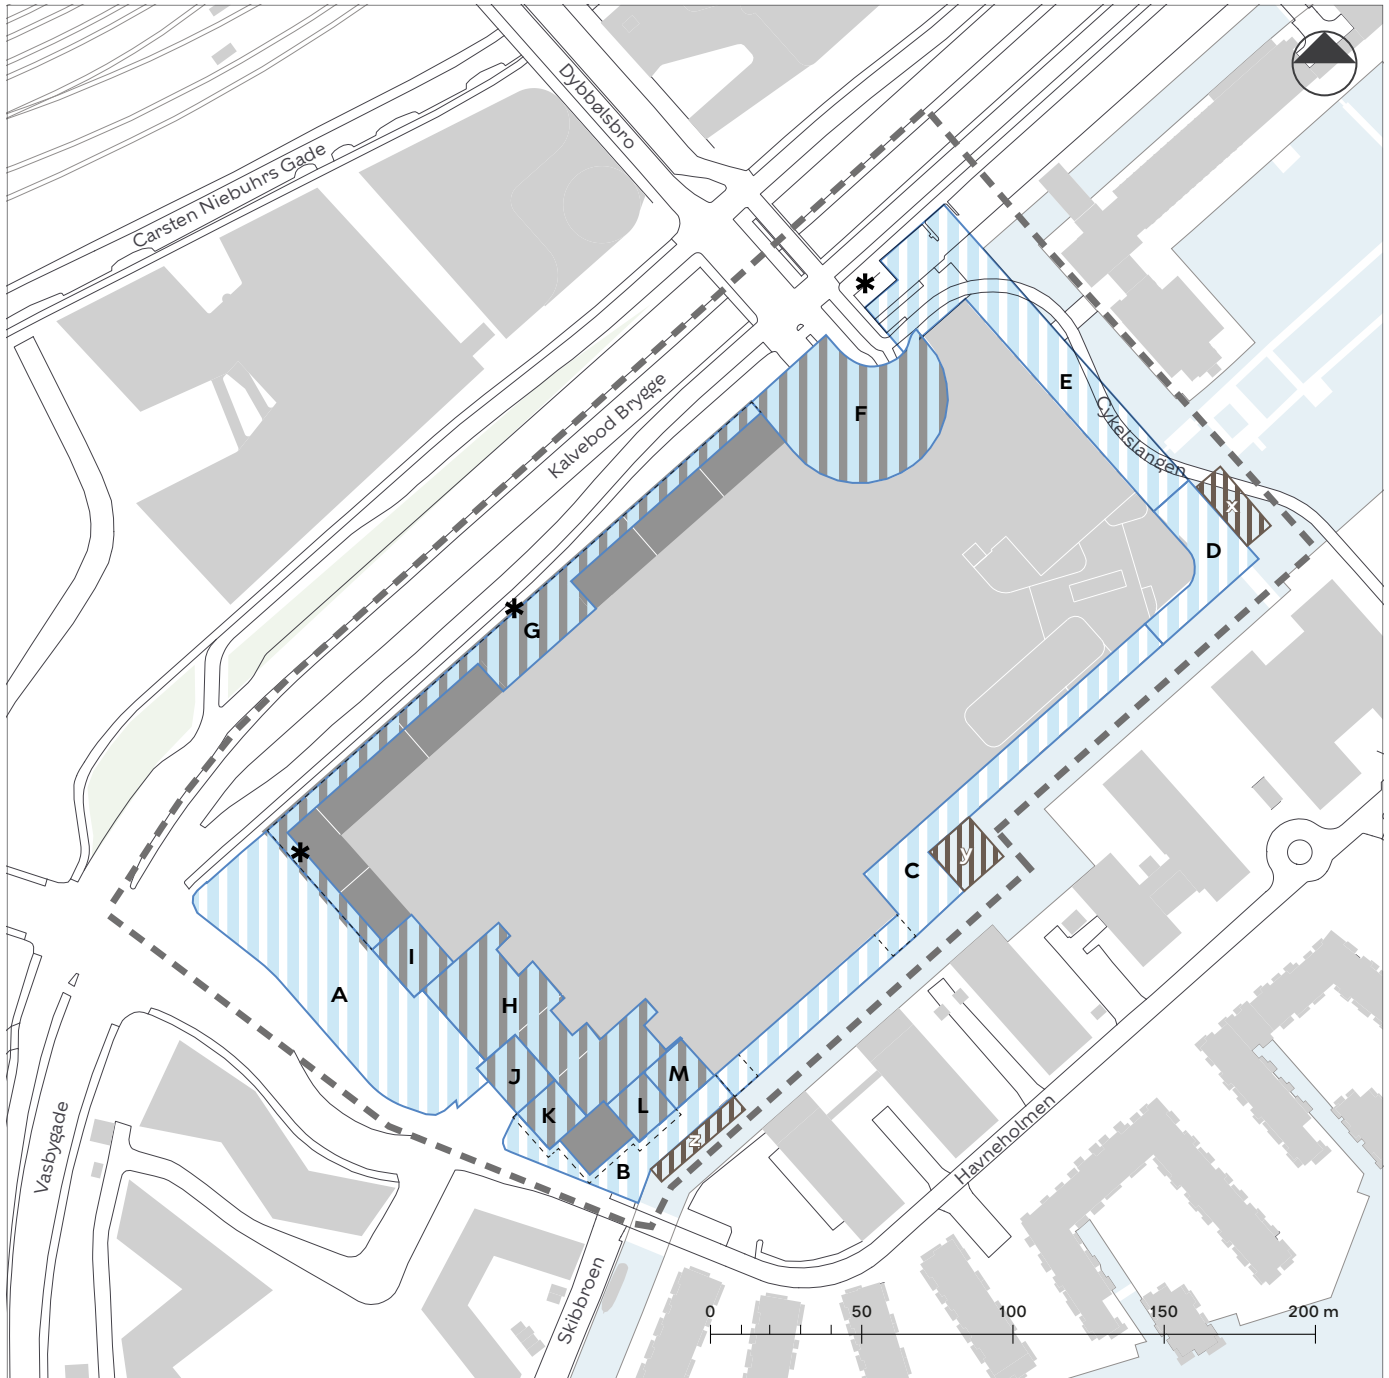 Dybbølsbro
Carsten Niebuhrs Gade
*
E
Kalvebod Brygge
Cykelslangen
F
x
D
*
G
*
y
C
I
A
H
M
J
L
K
z
B
Vasbygade
Havneholmen
Skibbroen
0 50 100 150 200 m